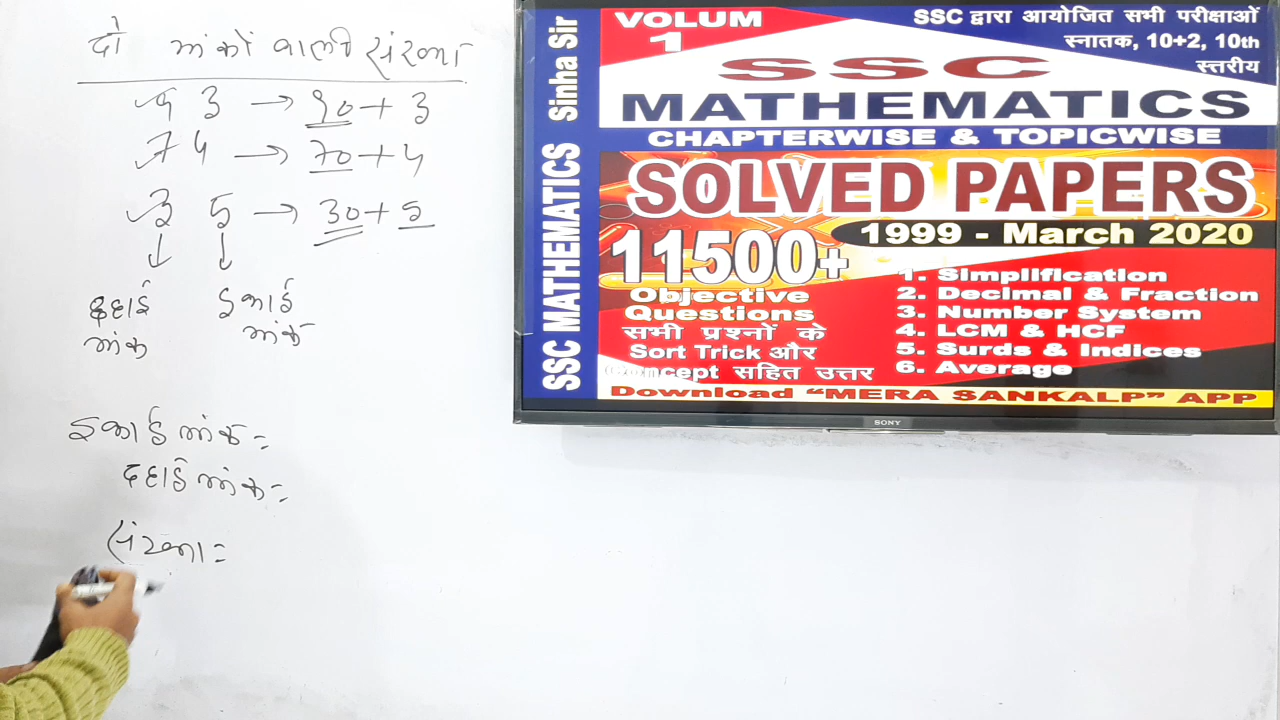 दो अंकों वाली संख्या
93 → 90 + 3
74 → 70 + 4
35 → 30 + 5
दहाई अंक
इकाई अंक
इकाई अंक =
दहाई अंक =
संख्या =
SSC MATHEMATICS Sinha Sir
VOLUM
1
SSC द्वारा आयोजित सभी परीक्षाओं
स्नातक, 10+2, 10th
स्तरीय
SSC
MATHEMATICS
CHAPTERWISE & TOPICWISE
SOLVED PAPERS
1999 - March 2020
11500+
Objective
Questions
सभी प्रश्नों के
Sort Trick और
Concept सहित उत्तर
1. Simplification
2. Decimal & Fraction
3. Number System
4. LCM & HCF
5. Surds & Indices
6. Average
Download "MERA SANKALP" APP
SONY